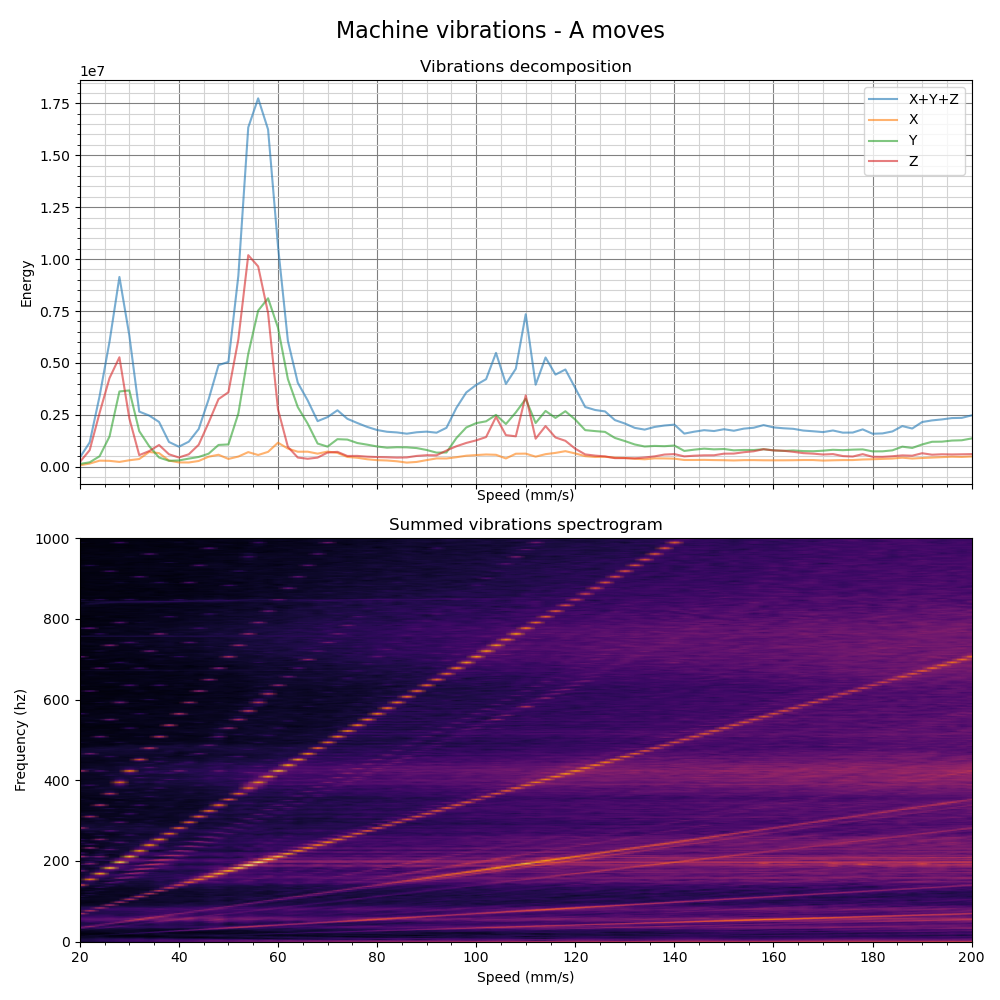 Machine vibrations - A moves
Vibrations decomposition
1e7
X+Y+Z
X
Y
Z
1.75
1.50
1.25
1.00
0.75
0.50
0.25
0.00
Energy
Speed (mm/s)
Summed vibrations spectrogram
1000
800
600
400
200
0
Frequency (hz)
20 40 60 80 100 120 140 160 180 200
Speed (mm/s)